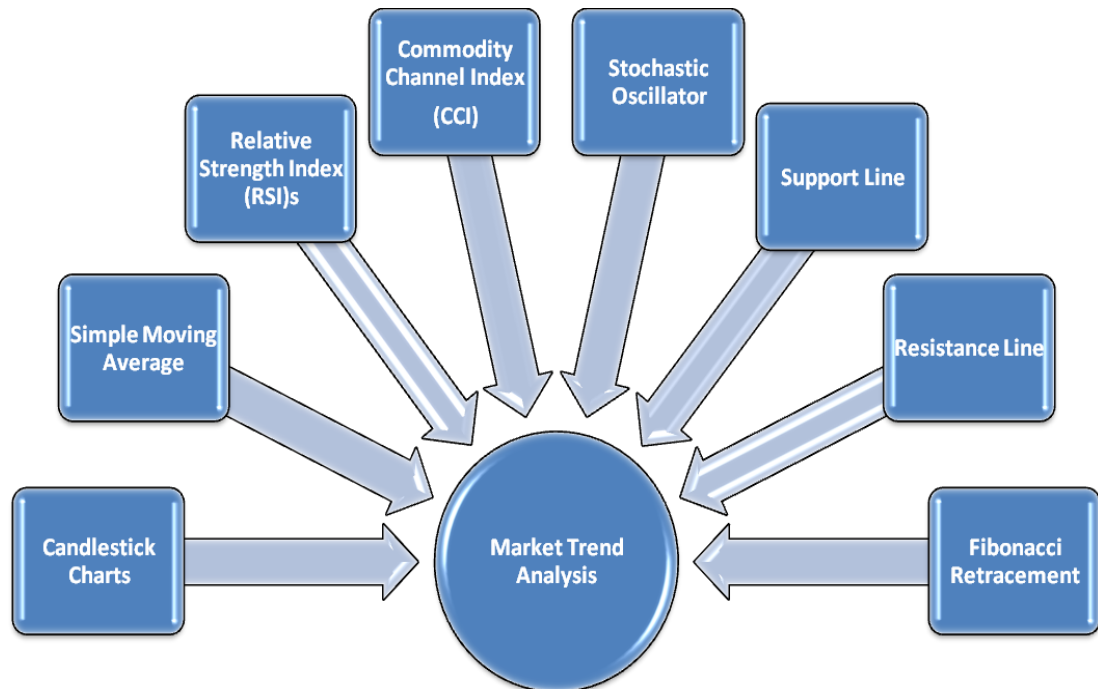 Commodity
Channel Index
(CCI)
Stochastic
Oscillator
Relative
Strength Index
(RSI)s
Support Line
Simple Moving
Average
Resistance Line
Candlestick
Charts
Market Trend
Analysis
Fibonacci
Retracement